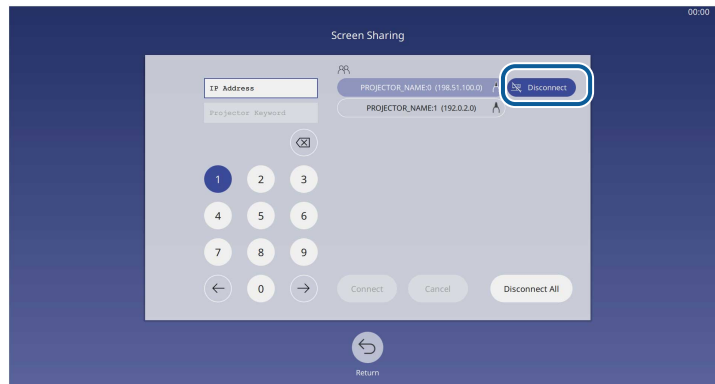 00:00
Screen Sharing
IP Address
Projector Keyword
PROJECTOR_NAME:0 (198.51.100.0)
Disconnect
PROJECTOR_NAME:1 (192.0.2.0)
1 2 3
4 5 6
7 8 9
0
Connect Cancel Disconnect All
Return